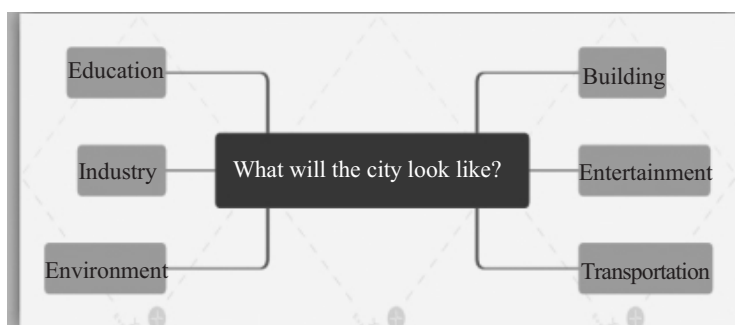 Education
Building
What will the city look like?
Industry
Entertainment
Environment
Transportation